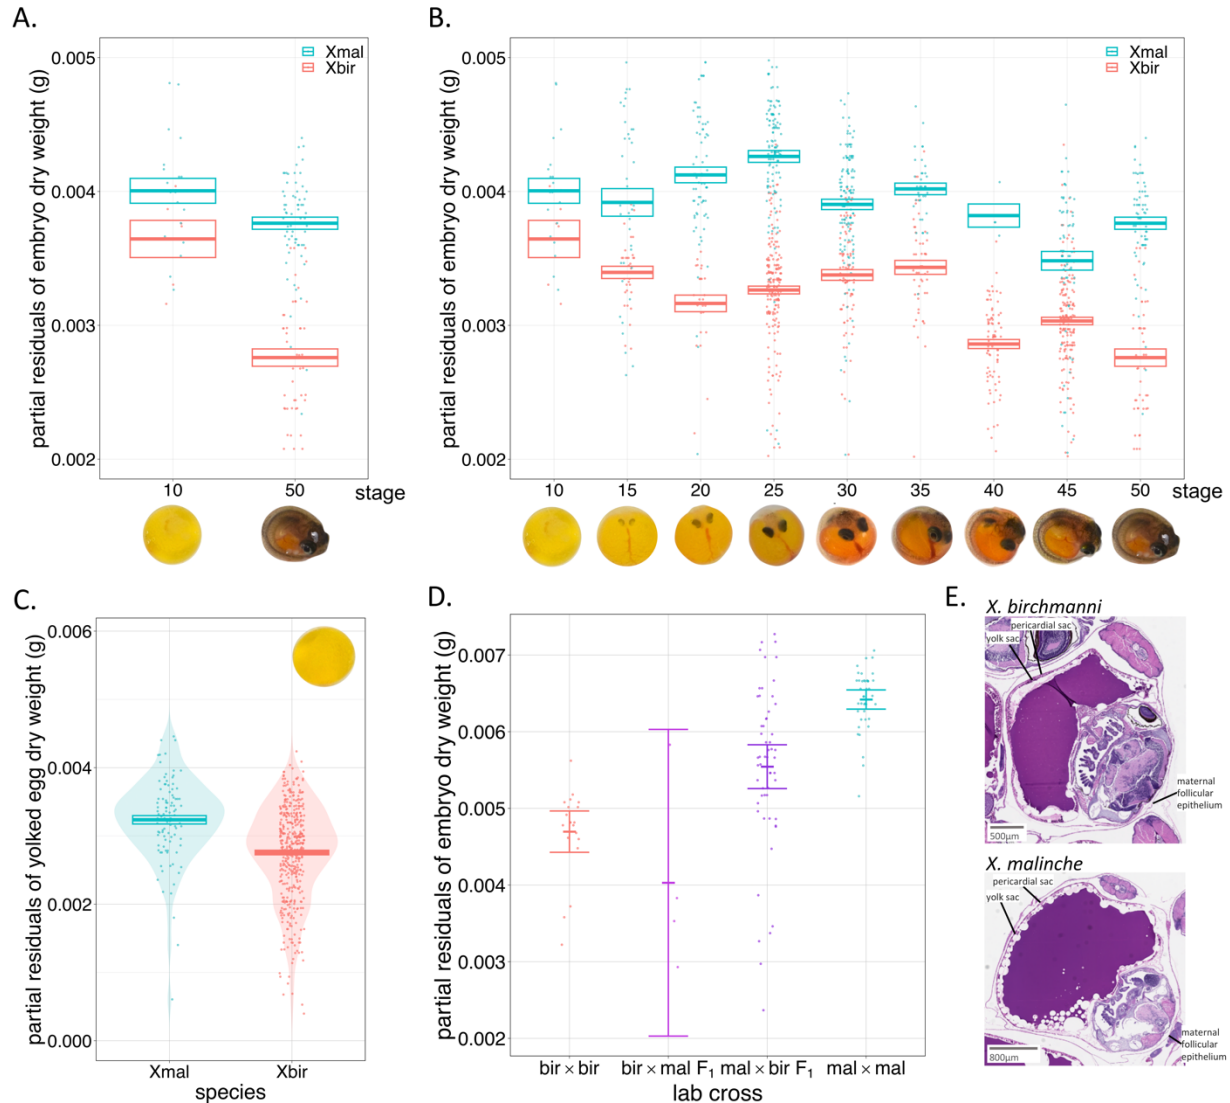 A.
partial residuals of embryo dry weight (g)
0.005
0.004
0.003
0.002
Xmal
Xbir
10 50 stage
B.
partial residuals of embryo dry weight (g)
0.005
0.004
0.003
0.002
Xmal
Xbir
10 15 20 25 30 35 40 45 50 stage
C.
partial residuals of yolked egg dry weight (g)
0.006
0.004
0.002
0.000
Xmal Xbir
species
D.
partial residuals of embryo dry weight (g)
0.007
0.006
0.005
0.004
0.003
0.002
bir × bir bir × mal F₁ mal × bir F₁ mal × mal
lab cross
E.
X. birchmanni
pericardial sac
yolk sac
maternal
follicular
epithelium
500μm
X. malinche
pericardial sac
yolk sac
maternal
follicular
epithelium
800μm